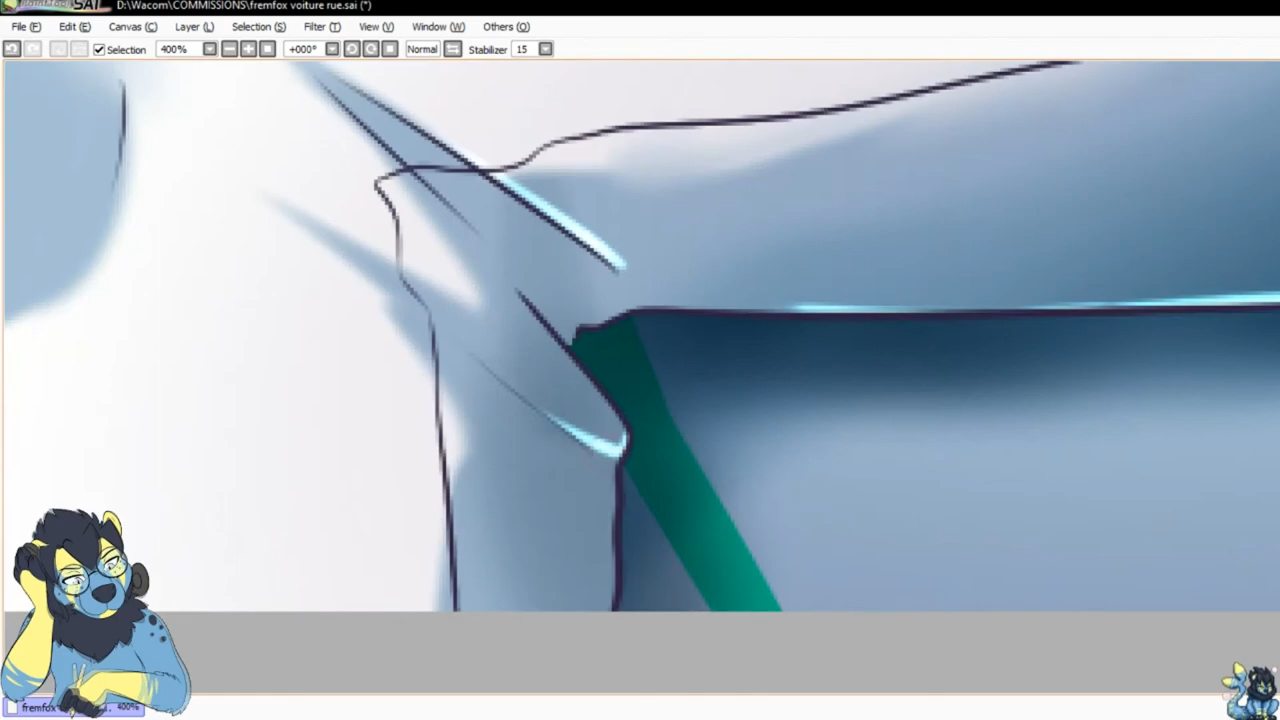 SAI D:\Wacom\COMMISSIONS\fremfox voiture rue.sai (*)
File (F) Edit (E) Canvas (C) Layer (L) Selection (S) Filter (T) View (V) Window (W) Others (O)
Selection 400% +000° Normal Stabilizer 15
fremfox 400%